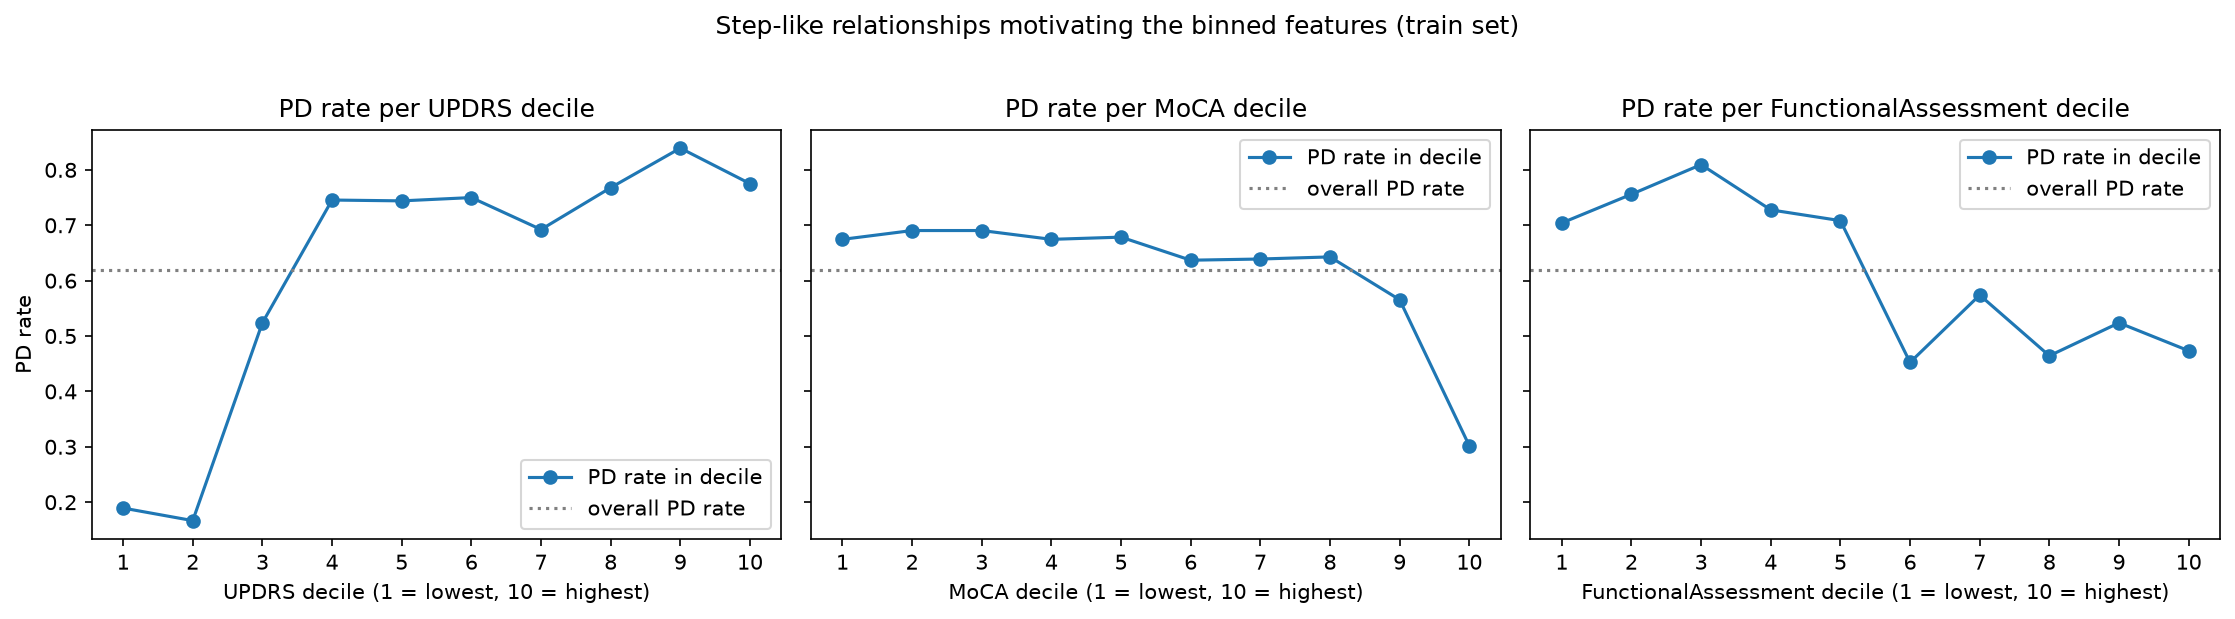 Step-like relationships motivating the binned features (train set)
PD rate per UPDRS decile
PD rate
0.8
0.7
0.6
0.5
0.4
0.3
0.2
PD rate in decile
overall PD rate
1 2 3 4 5 6 7 8 9 10
UPDRS decile (1 = lowest, 10 = highest)
PD rate per MoCA decile
PD rate in decile
overall PD rate
1 2 3 4 5 6 7 8 9 10
MoCA decile (1 = lowest, 10 = highest)
PD rate per FunctionalAssessment decile
PD rate in decile
overall PD rate
1 2 3 4 5 6 7 8 9 10
FunctionalAssessment decile (1 = lowest, 10 = highest)